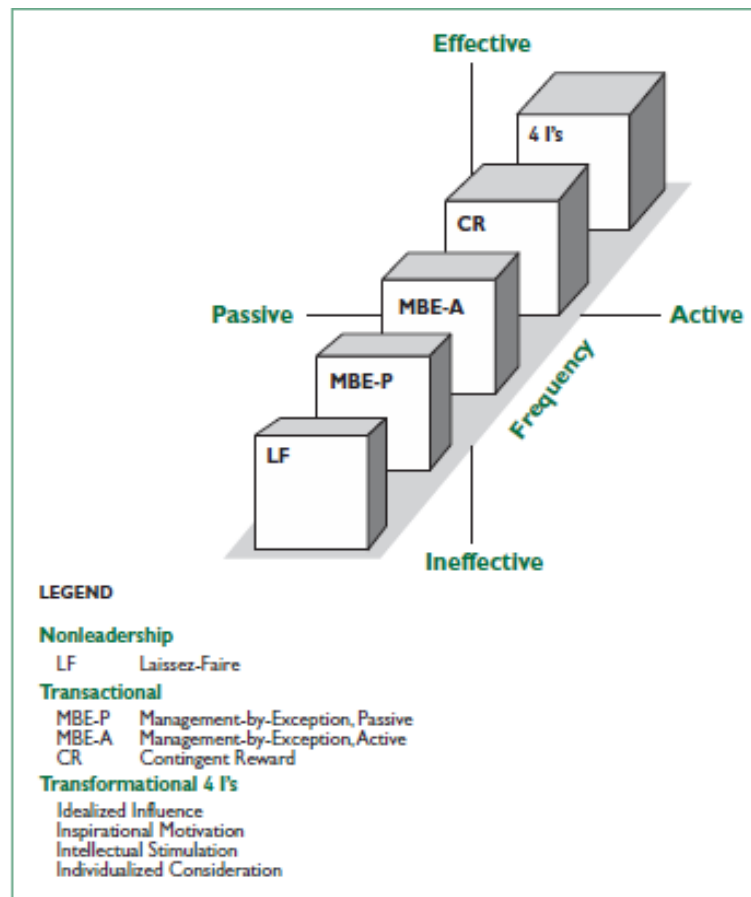 Effective
4 I's
CR
Passive
MBE-A
Active
MBE-P
Frequency
LF
Ineffective
LEGEND
Nonleadership
LF Laissez-Faire
Transactional
MBE-P Management-by-Exception, Passive
MBE-A Management-by-Exception, Active
CR Contingent Reward
Transformational 4 I's
Idealized Influence
Inspirational Motivation
Intellectual Stimulation
Individualized Consideration